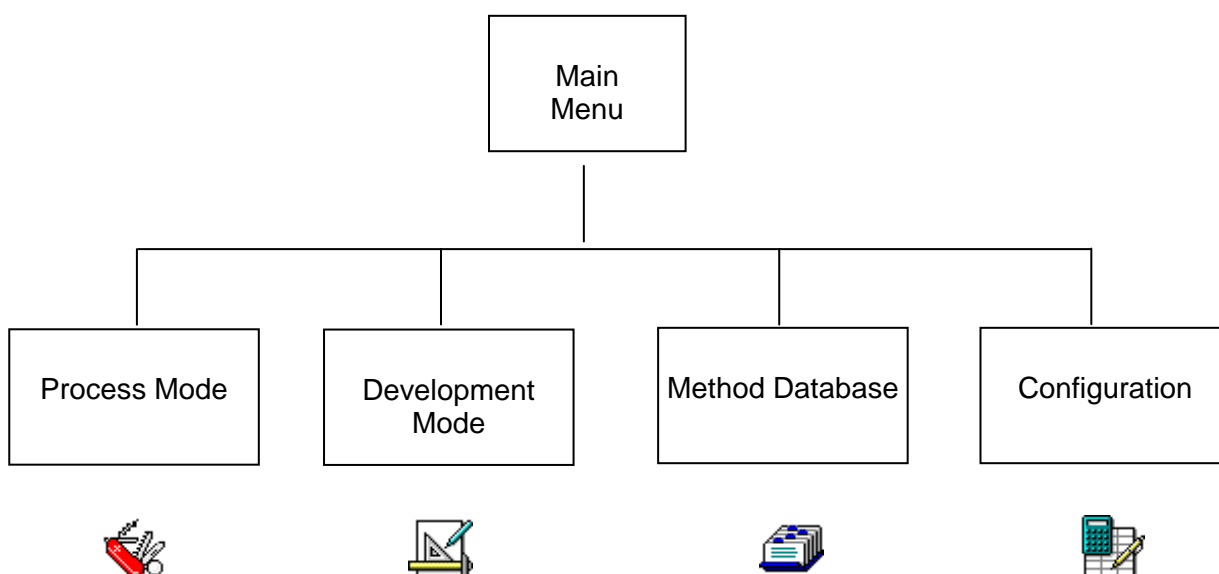 Main
Menu
Process Mode
Development
Mode
Method Database
Configuration